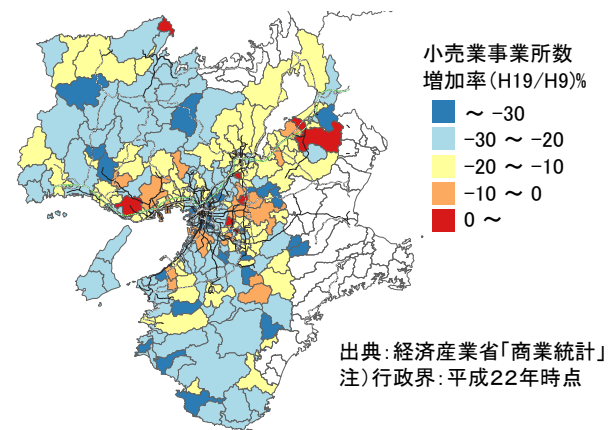 小売業事業所数
増加率(H19/H9)%
～ -30
-30 ～ -20
-20 ～ -10
-10 ～ 0
0 ～
出典:経済産業省「商業統計」
注)行政界:平成22年時点